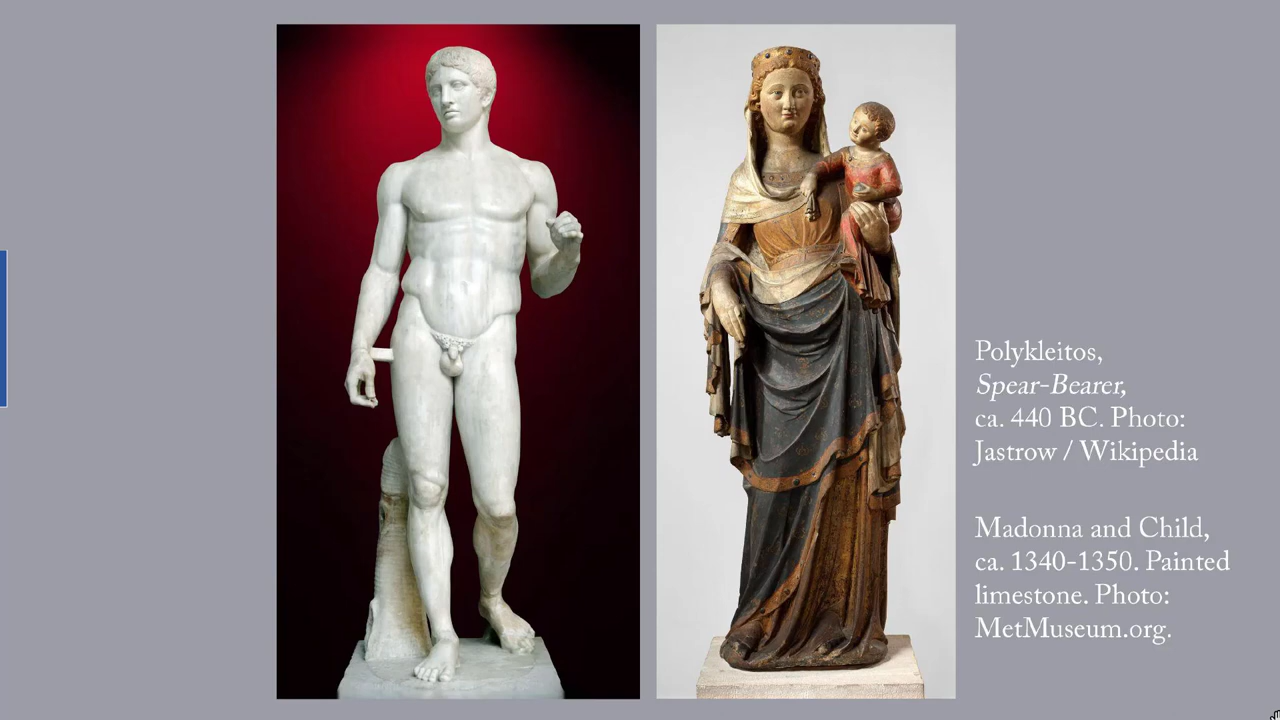 Polykleitos,
Spear-Bearer,
ca. 440 BC. Photo:
Jastrow / Wikipedia
Madonna and Child,
ca. 1340-1350. Painted
limestone. Photo:
MetMuseum.org.